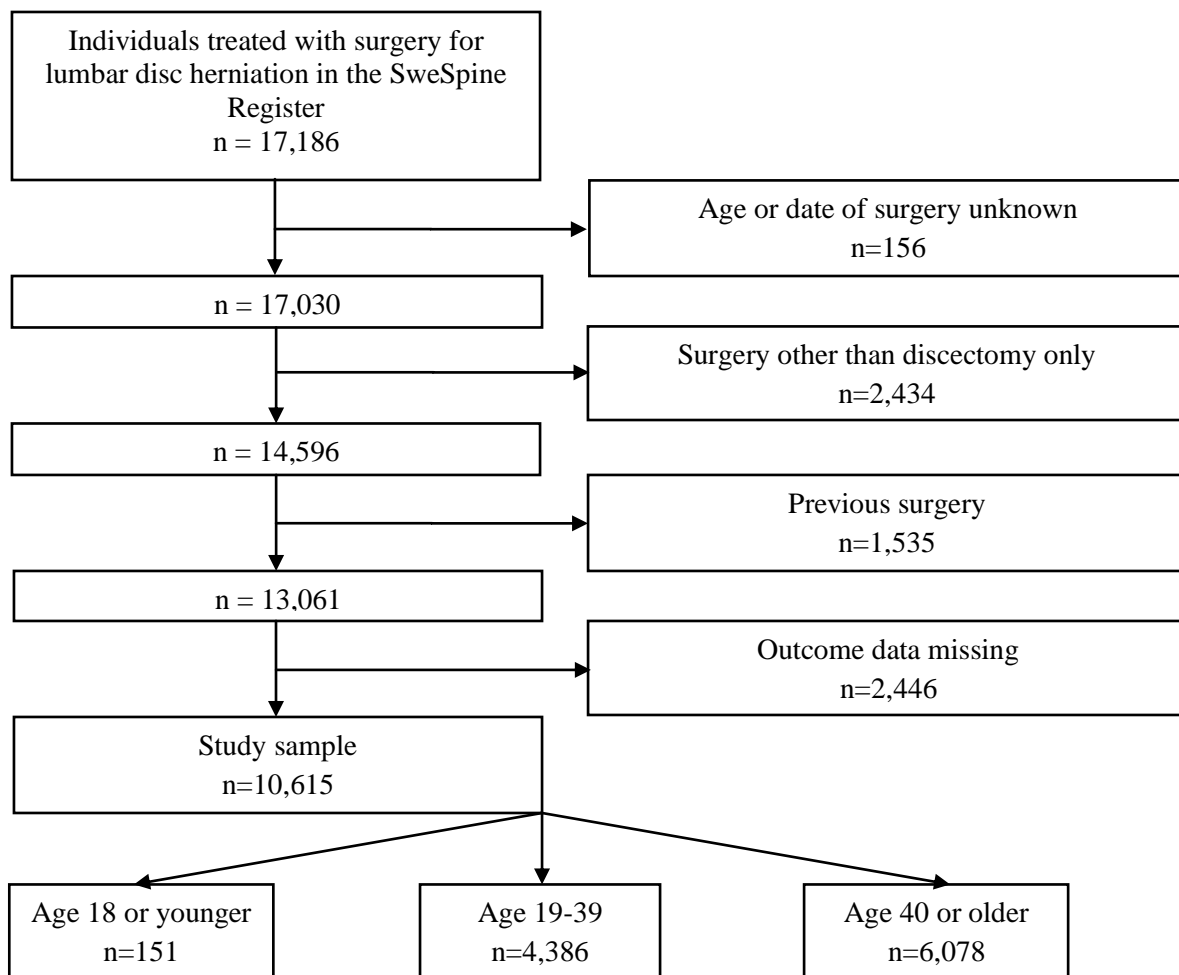 Individuals treated with surgery for
lumbar disc herniation in the SweSpine
Register
n = 17,186
Age or date of surgery unknown
n=156
n = 17,030
Surgery other than discectomy only
n=2,434
n = 14,596
Previous surgery
n=1,535
n = 13,061
Outcome data missing
n=2,446
Study sample
n=10,615
Age 18 or younger
n=151
Age 19-39
n=4,386
Age 40 or older
n=6,078